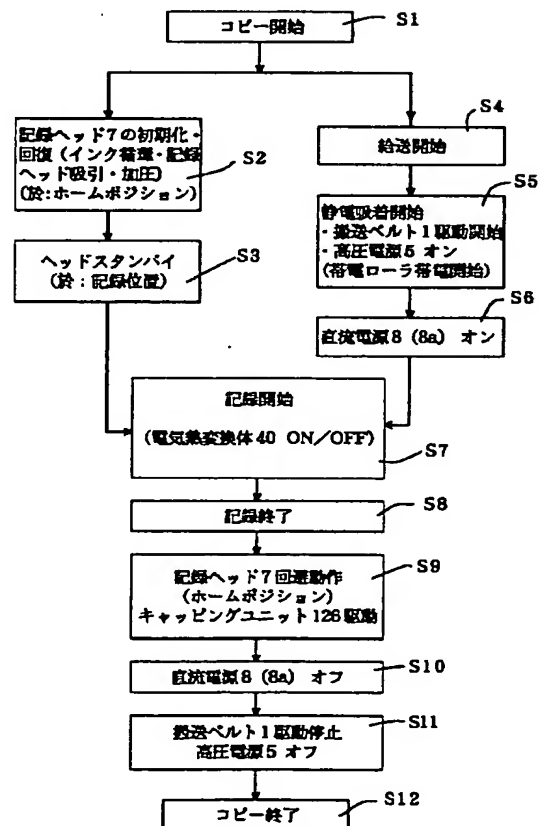 コピー開始
S1
記録ヘッド7の初期化・
回復（インク循環・記録
ヘッド吸引・加圧）
（於：ホームポジション）
S2
ヘッドスタンバイ
（於：記録位置）
S3
S4
給送開始
S5
静電吸着開始
・搬送ベルト1駆動開始
・高圧電源5 オン
（帯電ローラ帯電開始）
S6
直流電源8（8a） オン
記録開始
（電気熱変換体40 ON／OFF）
S7
記録終了
S8
記録ヘッド7回避動作
（ホームポジション）
キャッピングユニット126駆動
S9
直流電源8（8a） オフ
S10
搬送ベルト1駆動停止
高圧電源5 オフ
S11
コピー終了
S12